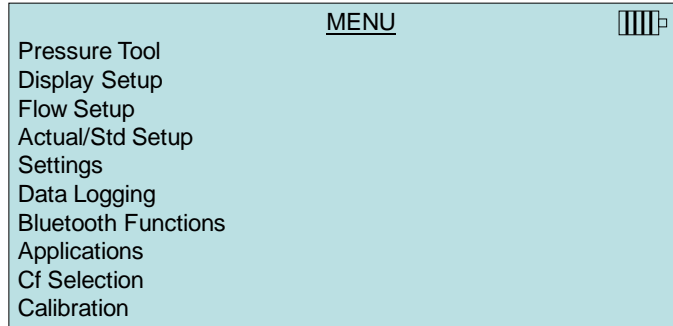 MENU
Pressure Tool
Display Setup
Flow Setup
Actual/Std Setup
Settings
Data Logging
Bluetooth Functions
Applications
Cf Selection
Calibration